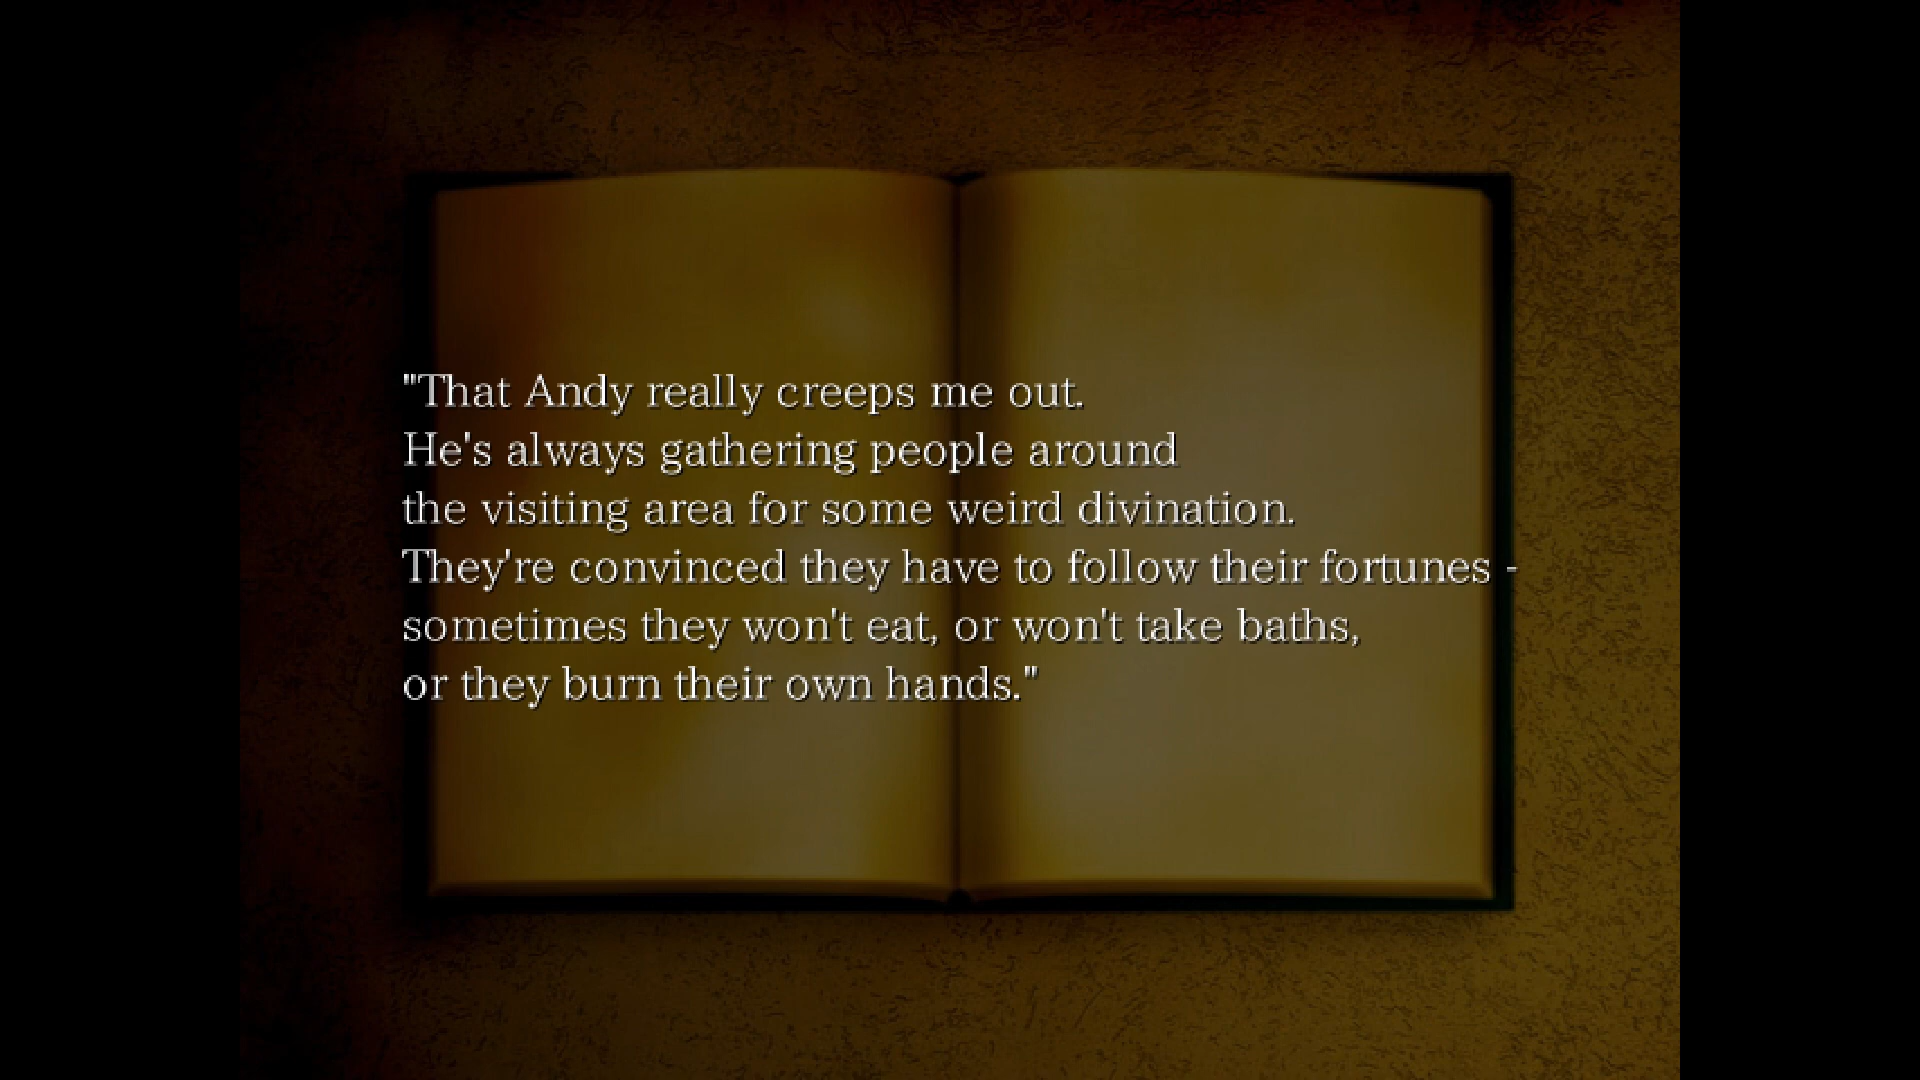 "That Andy really creeps me out.
He's always gathering people around
the visiting area for some weird divination.
They're convinced they have to follow their fortunes -
sometimes they won't eat, or won't take baths,
or they burn their own hands."